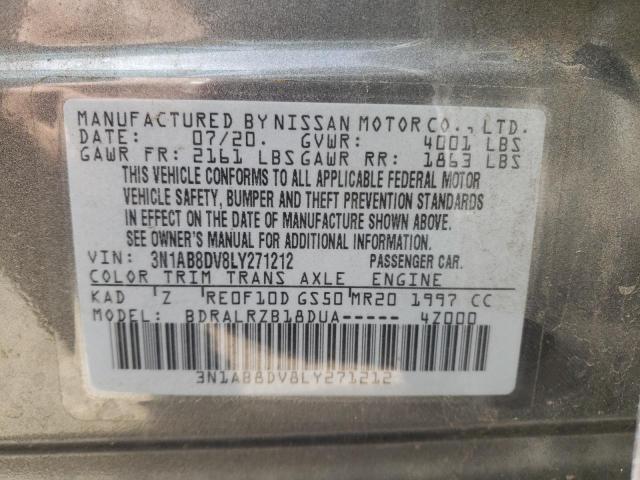 MANUFACTURED BY NISSAN MOTOR CO., LTD.
DATE: 07/20. GVWR: 4001 LBS
GAWR FR: 2161 LBS GAWR RR: 1863 LBS
THIS VEHICLE CONFORMS TO ALL APPLICABLE FEDERAL MOTOR
VEHICLE SAFETY, BUMPER AND THEFT PREVENTION STANDARDS
IN EFFECT ON THE DATE OF MANUFACTURE SHOWN ABOVE.
SEE OWNER'S MANUAL FOR ADDITIONAL INFORMATION.
VIN: 3N1AB8DV8LY271212 PASSENGER CAR.
COLOR TRIM TRANS AXLE ENGINE
KAD Z RE0F10D GS50 MR20 1997 CC
MODEL: BDRALRZB18DUA----- 4Z000
3N1AB8DV8LY271212